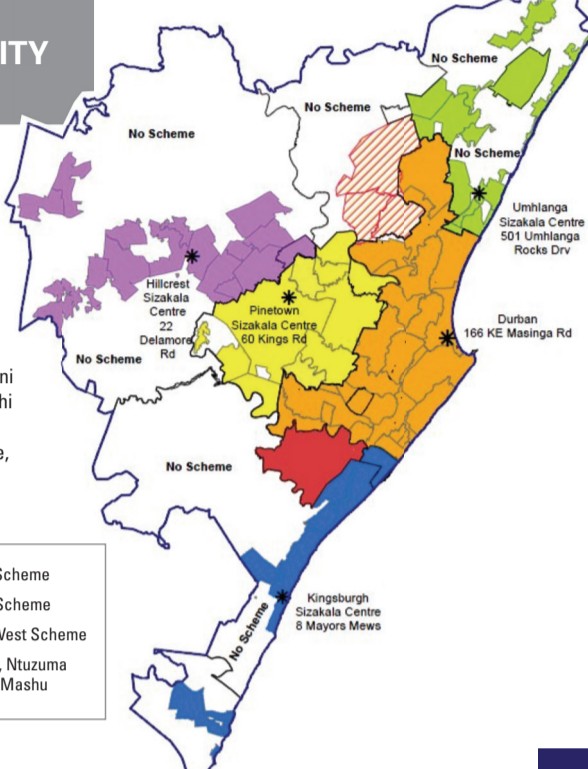 ITY
No Scheme
No Scheme
No Scheme
No Scheme
Umhlanga
Sizakala Centre
501 Umhlanga
Rocks Drv
Hillcrest
Sizakala
Centre
22
Delamore
Rd
Pinetown
Sizakala Centre
60 Kings Rd
Durban
166 KE Masinga Rd
No Scheme
ni
hi
e,
No Scheme
Scheme
Scheme
West Scheme
, Ntuzuma
Mashu
Kingsburgh
Sizakala Centre
8 Mayors Mews
No Scheme